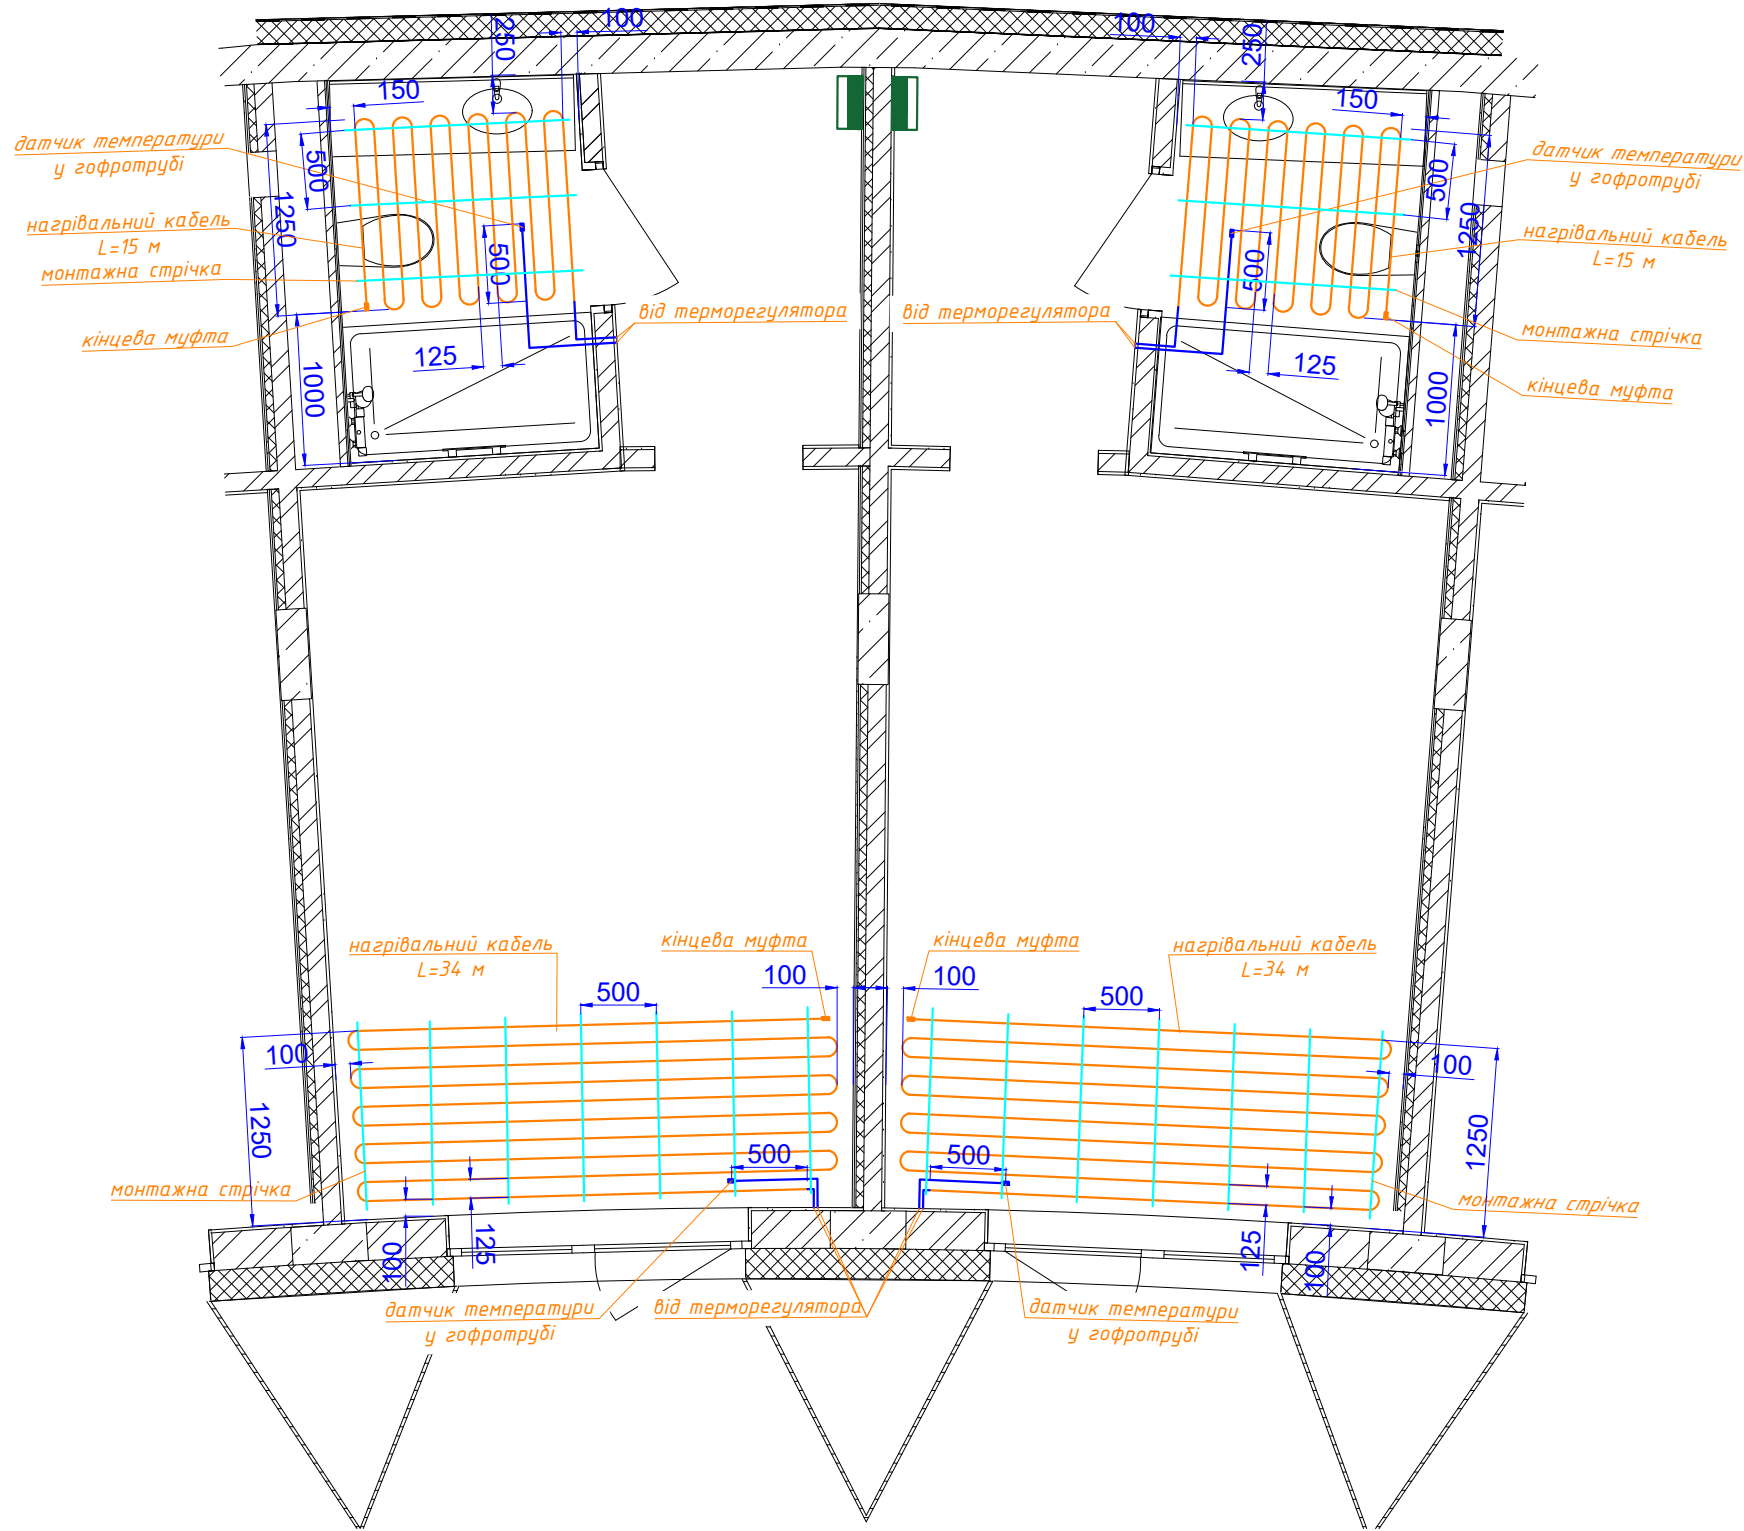 100
250
100
250
150
150
датчик температури
у гофротрубі
датчик температури
у гофротрубі
500
500
1250
1250
нагрівальний кабель
L=15 м
нагрівальний кабель
L=15 м
монтажна стрічка
500
500
кінцева муфта
від терморегулятора
від терморегулятора
монтажна стрічка
125
125
кінцева муфта
1000
1000
нагрівальний кабель
L=34 м
кінцева муфта
кінцева муфта
нагрівальний кабель
L=34 м
100
100
500
500
100
100
1250
1250
500
500
монтажна стрічка
монтажна стрічка
125
100
125
100
датчик температури
у гофротрубі
від терморегулятора
датчик температури
у гофротрубі